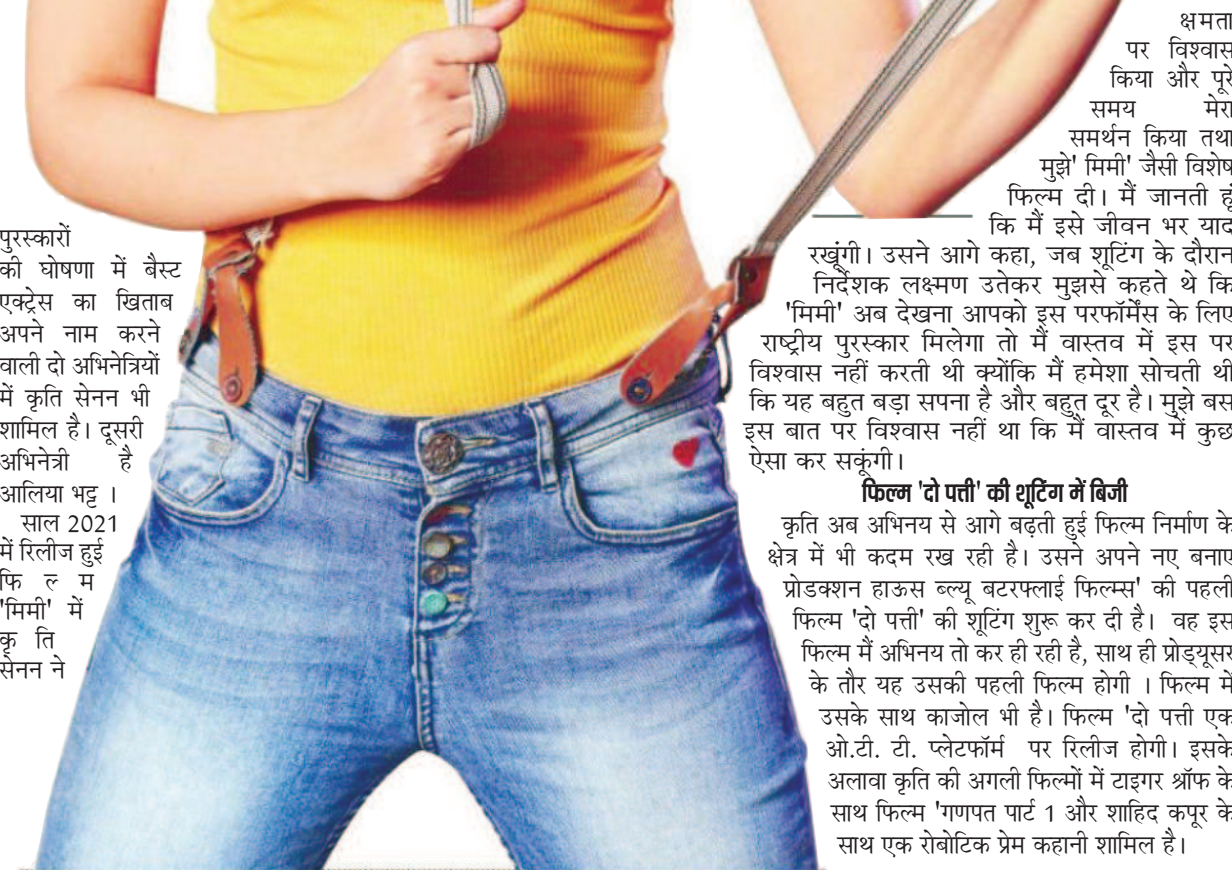 पुरस्कारों
की घोषणा में बैस्ट
एक्ट्रेस का खिताब
अपने नाम करने
वाली दो अभिनेत्रियों
में कृति सेनन भी
शामिल है। दूसरी
अभिनेत्री है
आलिया भट्ट ।
साल 2021
में रिलीज हुई
फि ल्म
'मिमी' में
कृ ति
सेनन ने
क्षमता
पर विश्वास
किया और पूरे
समय मेरा
समर्थन किया तथा
मुझे' मिमी' जैसी विशेष
फिल्म दी। मैं जानती हूं
कि मैं इसे जीवन भर याद
रखूंगी। उसने आगे कहा, जब शूटिंग के दौरान
निर्देशक लक्ष्मण उतेकर मुझसे कहते थे कि
'मिमी' अब देखना आपको इस परफॉर्मेंस के लिए
राष्ट्रीय पुरस्कार मिलेगा तो मैं वास्तव में इस पर
विश्वास नहीं करती थी क्योंकि मैं हमेशा सोचती थी
कि यह बहुत बड़ा सपना है और बहुत दूर है। मुझे बस
इस बात पर विश्वास नहीं था कि मैं वास्तव में कुछ
ऐसा कर सकूंगी।
फिल्म 'दो पत्ती' की शूटिंग में बिजी
कृति अब अभिनय से आगे बढ़ती हुई फिल्म निर्माण के
क्षेत्र में भी कदम रख रही है। उसने अपने नए बनाए
प्रोडक्शन हाऊस ब्ल्यू बटरफ्लाई फिल्म्स' की पहली
फिल्म 'दो पत्ती' की शूटिंग शुरू कर दी है। वह इस
फिल्म मैं अभिनय तो कर ही रही है, साथ ही प्रोड्यूसर
के तौर यह उसकी पहली फिल्म होगी । फिल्म में
उसके साथ काजोल भी है। फिल्म 'दो पत्ती एक
ओ.टी. टी. प्लेटफॉर्म पर रिलीज होगी। इसके
अलावा कृति की अगली फिल्मों में टाइगर श्रॉफ के
साथ फिल्म 'गणपत पार्ट 1 और शाहिद कपूर के
साथ एक रोबोटिक प्रेम कहानी शामिल है।